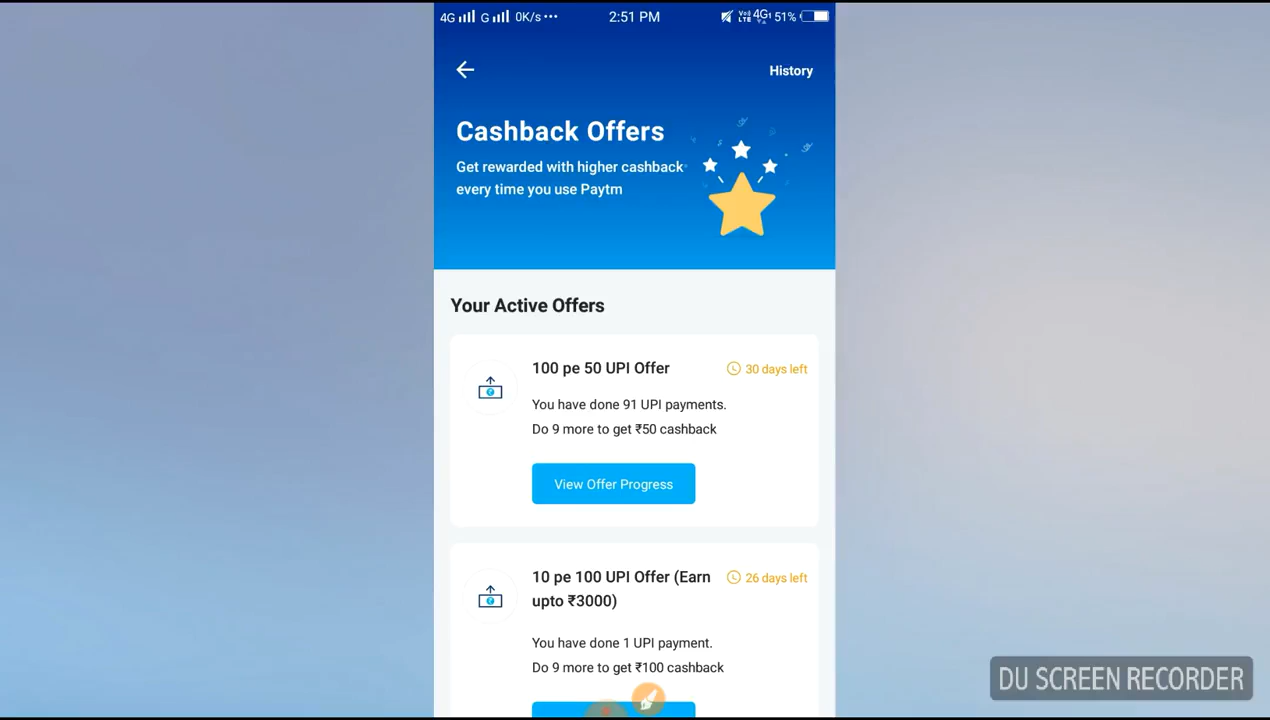 4G G 0K/s ••• 2:51 PM 4G 51%
History
Cashback Offers
Get rewarded with higher cashback
every time you use Paytm
Your Active Offers
100 pe 50 UPI Offer 30 days left
You have done 91 UPI payments.
Do 9 more to get ₹50 cashback
View Offer Progress
10 pe 100 UPI Offer (Earn 26 days left
upto ₹3000)
You have done 1 UPI payment.
Do 9 more to get ₹100 cashback
DU SCREEN RECORDER